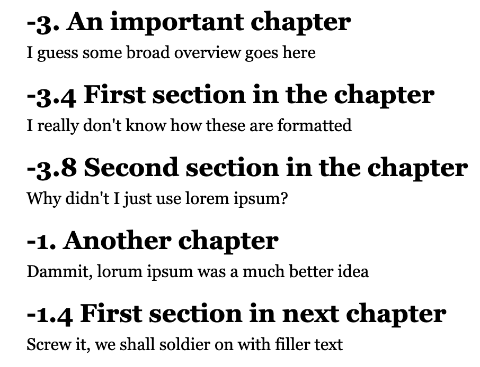 -3. An important chapter
I guess some broad overview goes here
-3.4 First section in the chapter
I really don't know how these are formatted
-3.8 Second section in the chapter
Why didn't I just use lorem ipsum?
-1. Another chapter
Dammit, lorum ipsum was a much better idea
-1.4 First section in next chapter
Screw it, we shall soldier on with filler text